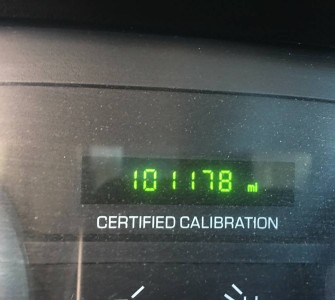 101178 mi
CERTIFIED CALIBRATION
H